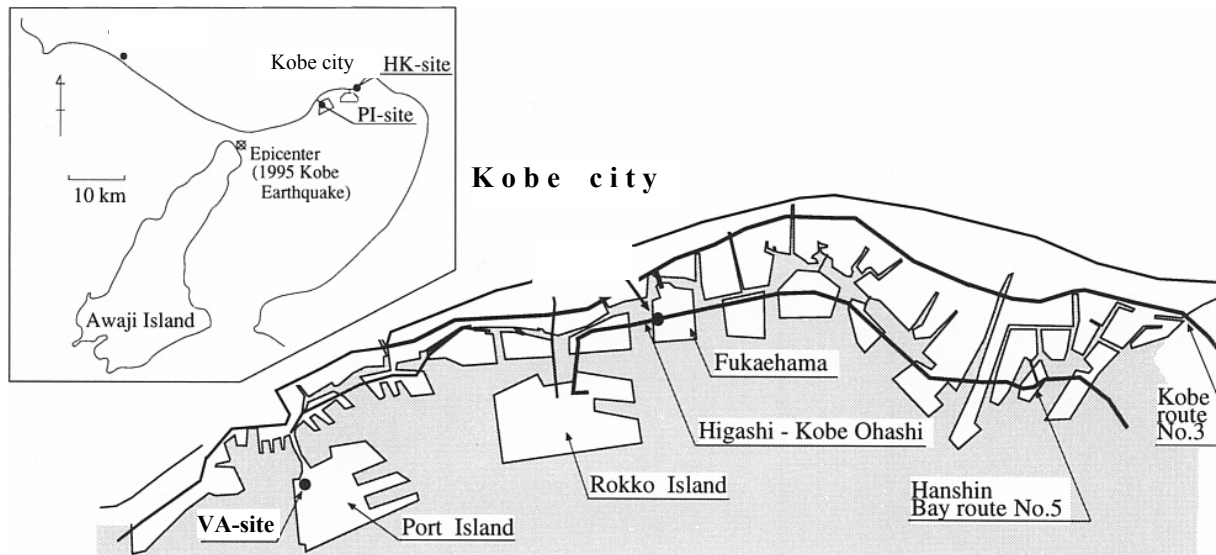 Kobe city
HK-site
PI-site
Epicenter
(1995 Kobe
Earthquake)
10 km
Awaji Island
Kobe city
Fukaehama
Higashi - Kobe Ohashi
Rokko Island
Kobe
route
No.3
Hanshin
Bay route No.5
VA-site
Port Island